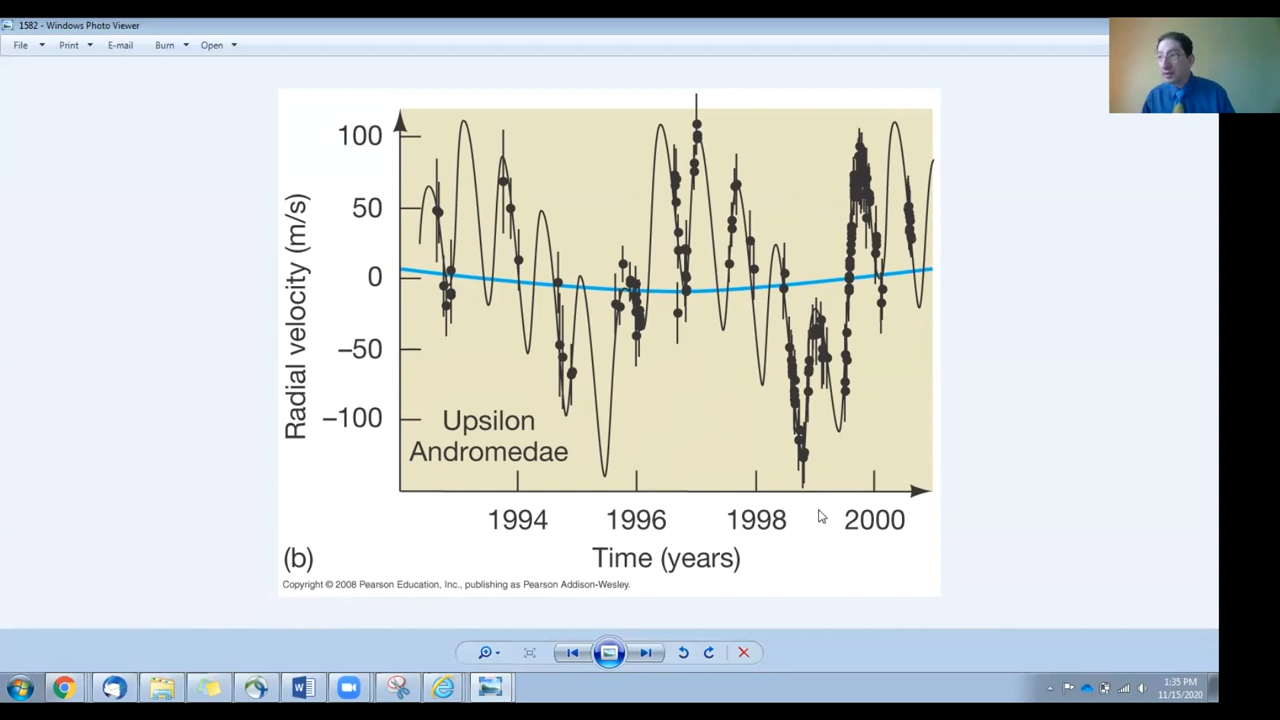 1582 - Windows Photo Viewer
File Print E-mail Burn Open
100
50
0
−50
−100
Radial velocity (m/s)
Upsilon
Andromedae
1994 1996 1998 2000
(b) Time (years)
Copyright © 2008 Pearson Education, Inc., publishing as Pearson Addison-Wesley.
1:35 PM
11/15/2020